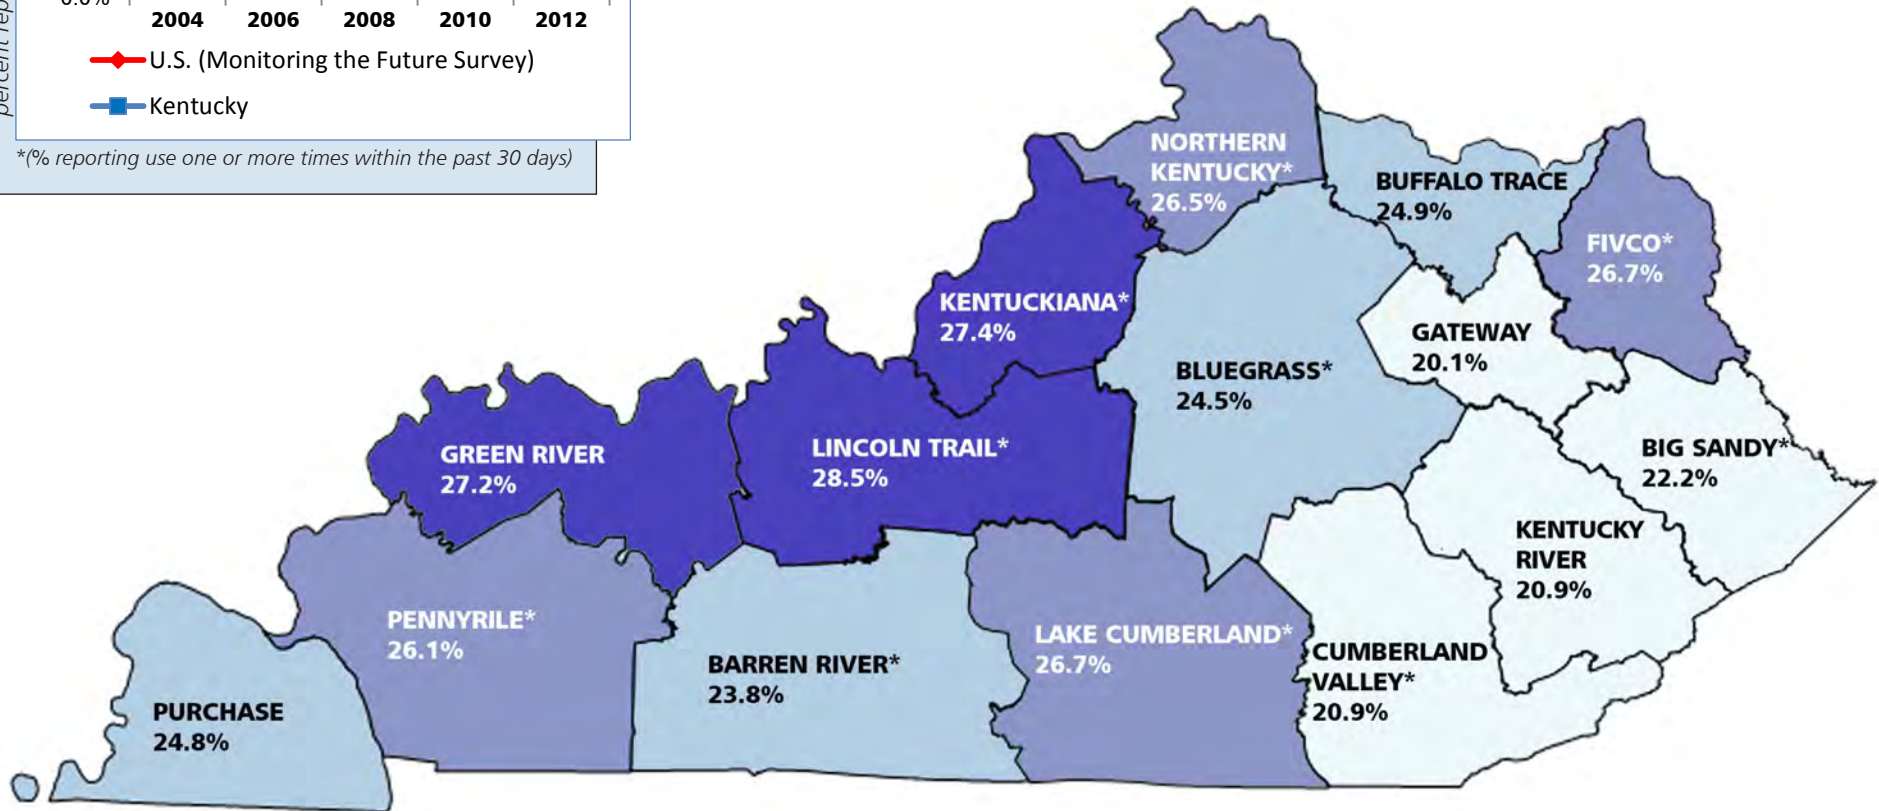 2004 2006 2008 2010 2012
U.S. (Monitoring the Future Survey)
Kentucky
*(% reporting use one or more times within the past 30 days)
NORTHERN
KENTUCKY*
26.5%
BUFFALO TRACE
24.9%
FIVCO*
26.7%
KENTUCKIANA*
27.4%
GATEWAY
20.1%
BLUEGRASS*
24.5%
GREEN RIVER
27.2%
LINCOLN TRAIL*
28.5%
BIG SANDY*
22.2%
KENTUCKY
RIVER
20.9%
PENNYRILE*
26.1%
BARREN RIVER*
23.8%
LAKE CUMBERLAND*
26.7%
CUMBERLAND
VALLEY*
20.9%
PURCHASE
24.8%